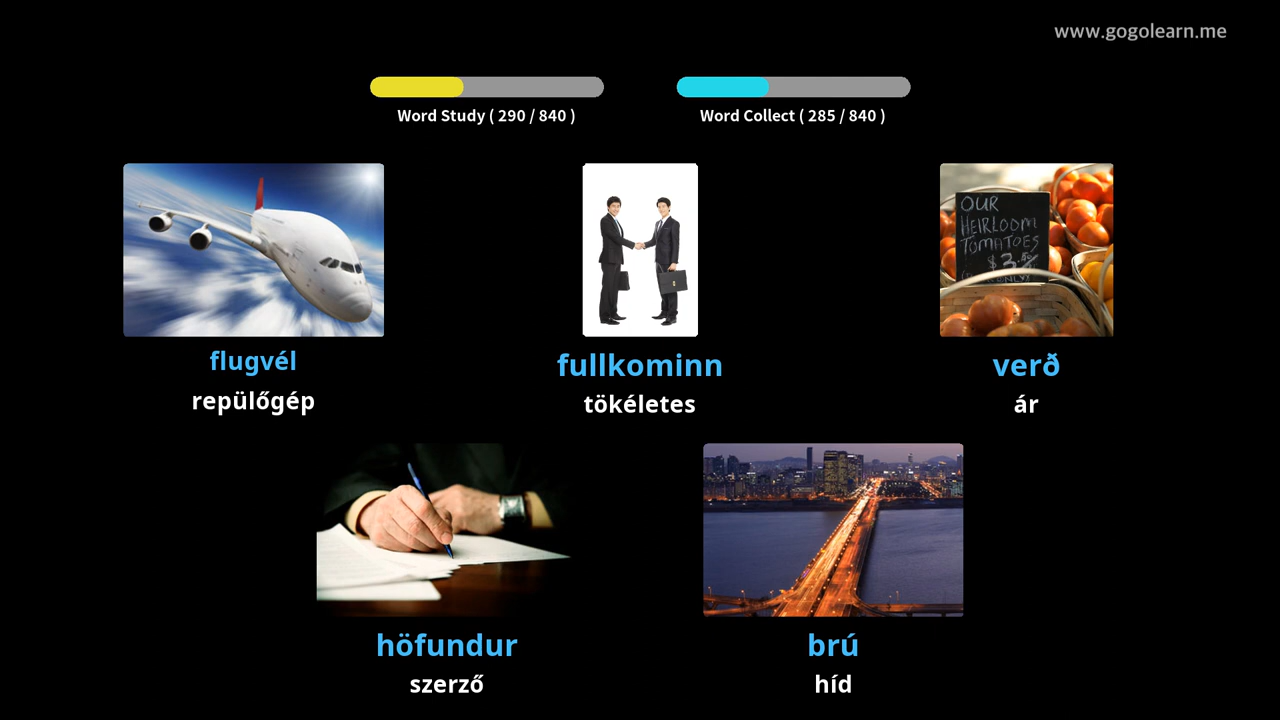 www.gogolearn.me
Word Study ( 290 / 840 )
Word Collect ( 285 / 840 )
OUR
HEIRLOOM
TOMATOES
flugvél
repülőgép
fullkominn
tökéletes
verð
ár
höfundur
szerző
brú
híd